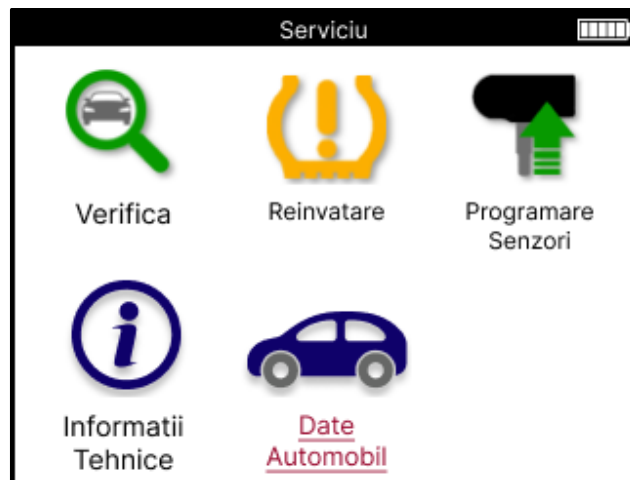 Serviciu
Verifica
Reinvatare
Programare
Senzori
Informatii
Tehnice
Date
Automobil